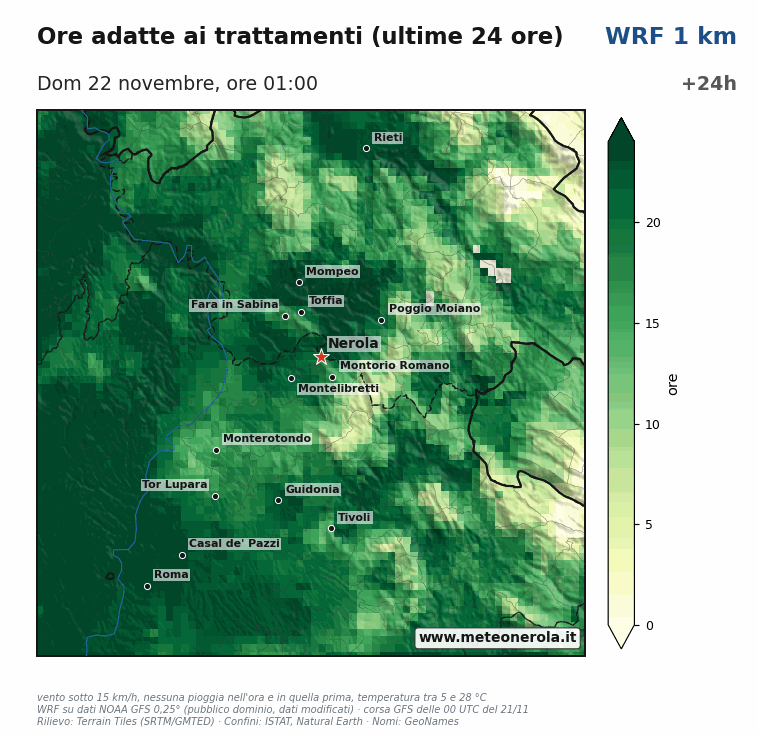 Ore adatte ai trattamenti (ultime 24 ore)
WRF 1 km
Dom 22 novembre, ore 01:00
+24h
Rieti
Mompeo
Toffia
Fara in Sabina
Poggio Moiano
Nerola
Montorio Romano
Montelibretti
Monterotondo
Tor Lupara
Guidonia
Tivoli
Casal de' Pazzi
Roma
www.meteonerola.it
20
15
10
5
0
ore
vento sotto 15 km/h, nessuna pioggia nell'ora e in quella prima, temperatura tra 5 e 28 °C
WRF su dati NOAA GFS 0,25° (pubblico dominio, dati modificati) · corsa GFS delle 00 UTC del 21/11
Rilievo: Terrain Tiles (SRTM/GMTED) · Confini: ISTAT, Natural Earth · Nomi: GeoNames